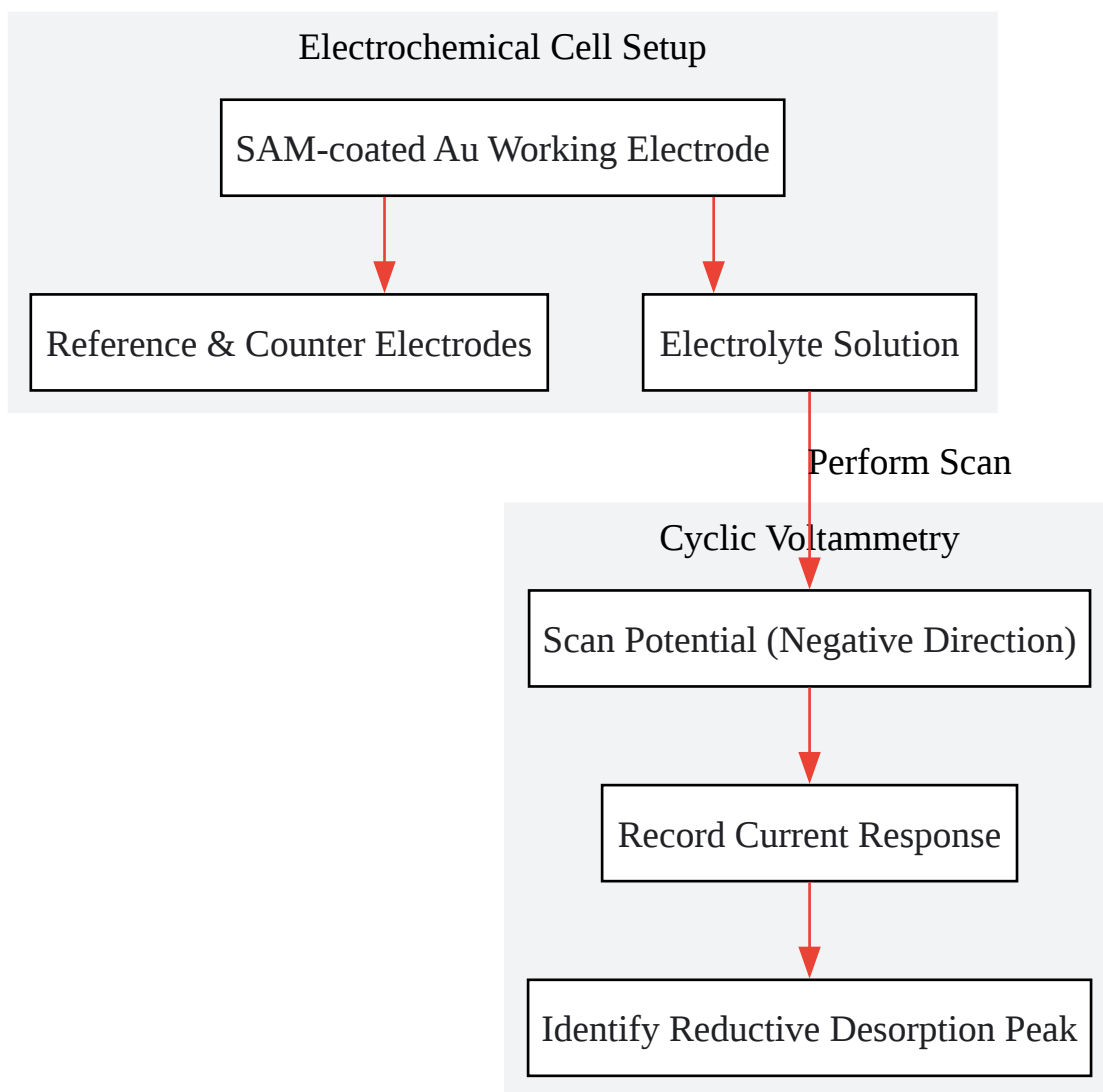 Electrochemical Cell Setup
SAM-coated Au Working Electrode
Reference & Counter Electrodes
Electrolyte Solution
Perform Scan
Cyclic Voltammetry
Scan Potential (Negative Direction)
Record Current Response
Identify Reductive Desorption Peak